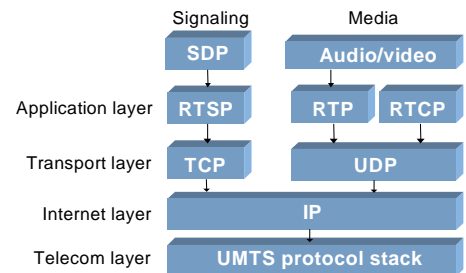 Signaling Media
SDP Audio/video
Application layer RTSP RTP RTCP
Transport layer TCP UDP
Internet layer IP
Telecom layer UMTS protocol stack